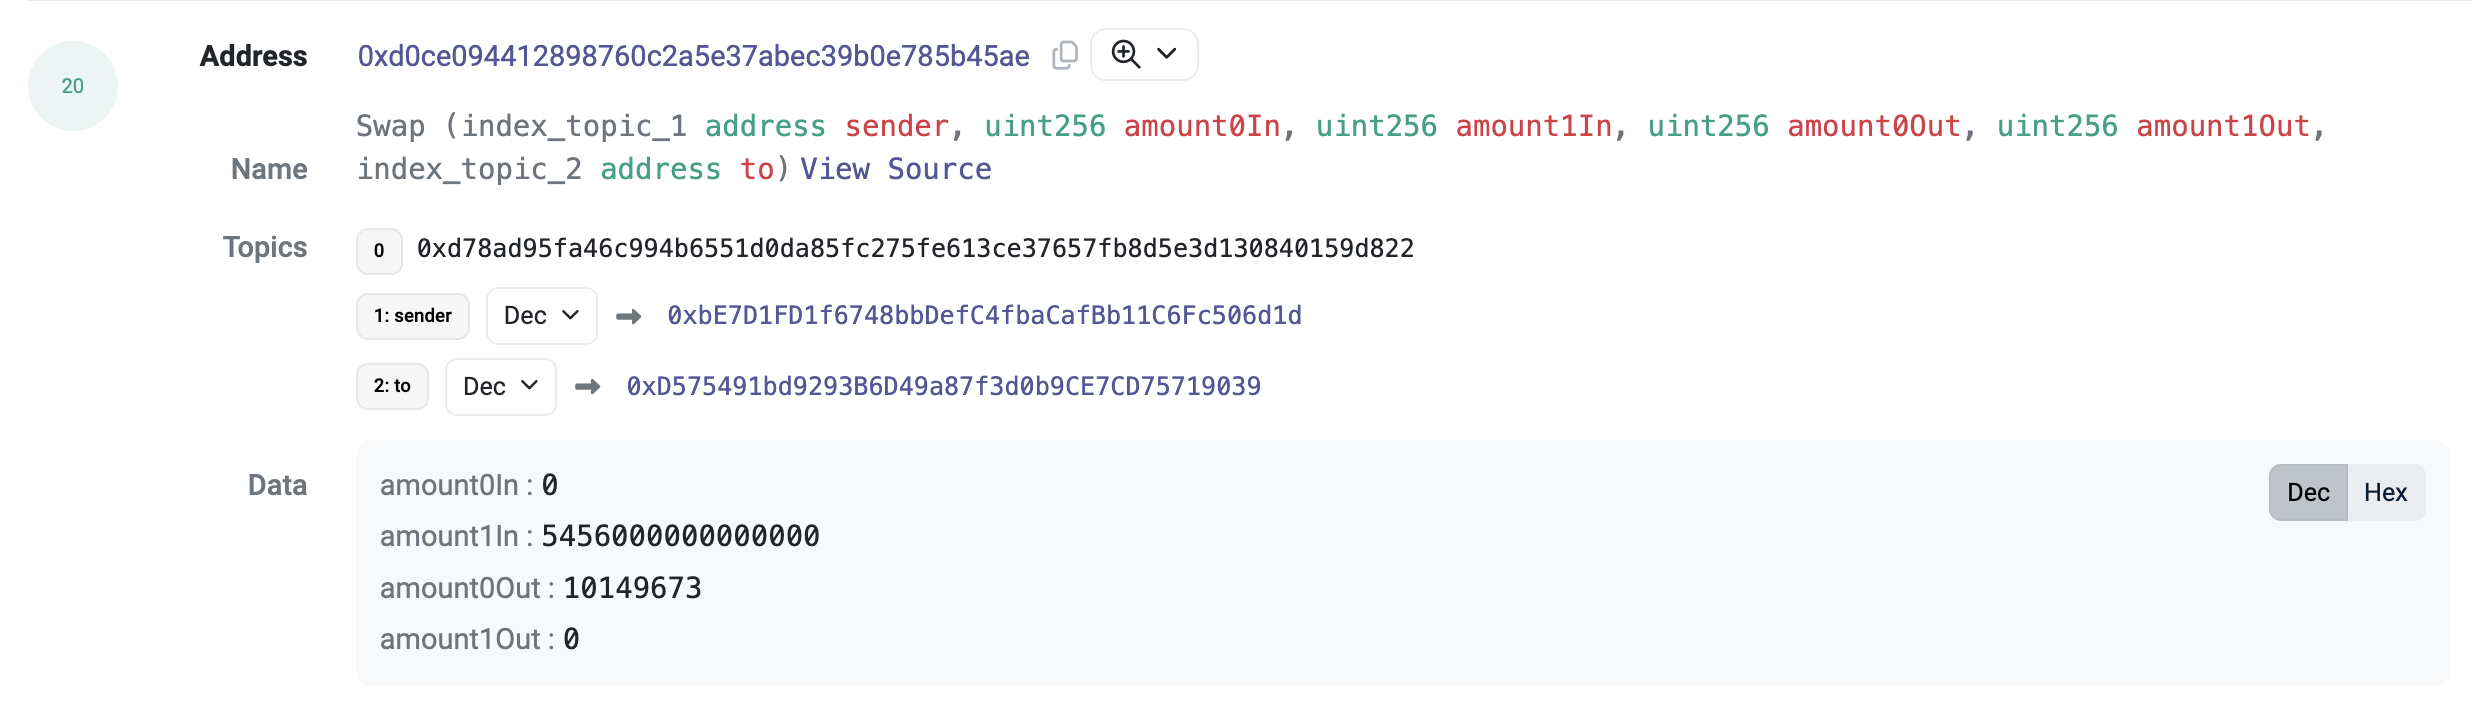 20
Address 0xd0ce094412898760c2a5e37abec39b0e785b45ae
Swap (index_topic_1 address sender, uint256 amount0In, uint256 amount1In, uint256 amount0Out, uint256 amount1Out,
Name index_topic_2 address to) View Source
Topics 0 0xd78ad95fa46c994b6551d0da85fc275fe613ce37657fb8d5e3d130840159d822
1: sender Dec 0xbE7D1FD1f6748bbDefC4fbaCafBb11C6Fc506d1d
2: to Dec 0xD575491bd9293B6D49a87f3d0b9CE7CD75719039
Data amount0In : 0 Dec Hex
amount1In : 5456000000000000
amount0Out : 10149673
amount1Out : 0